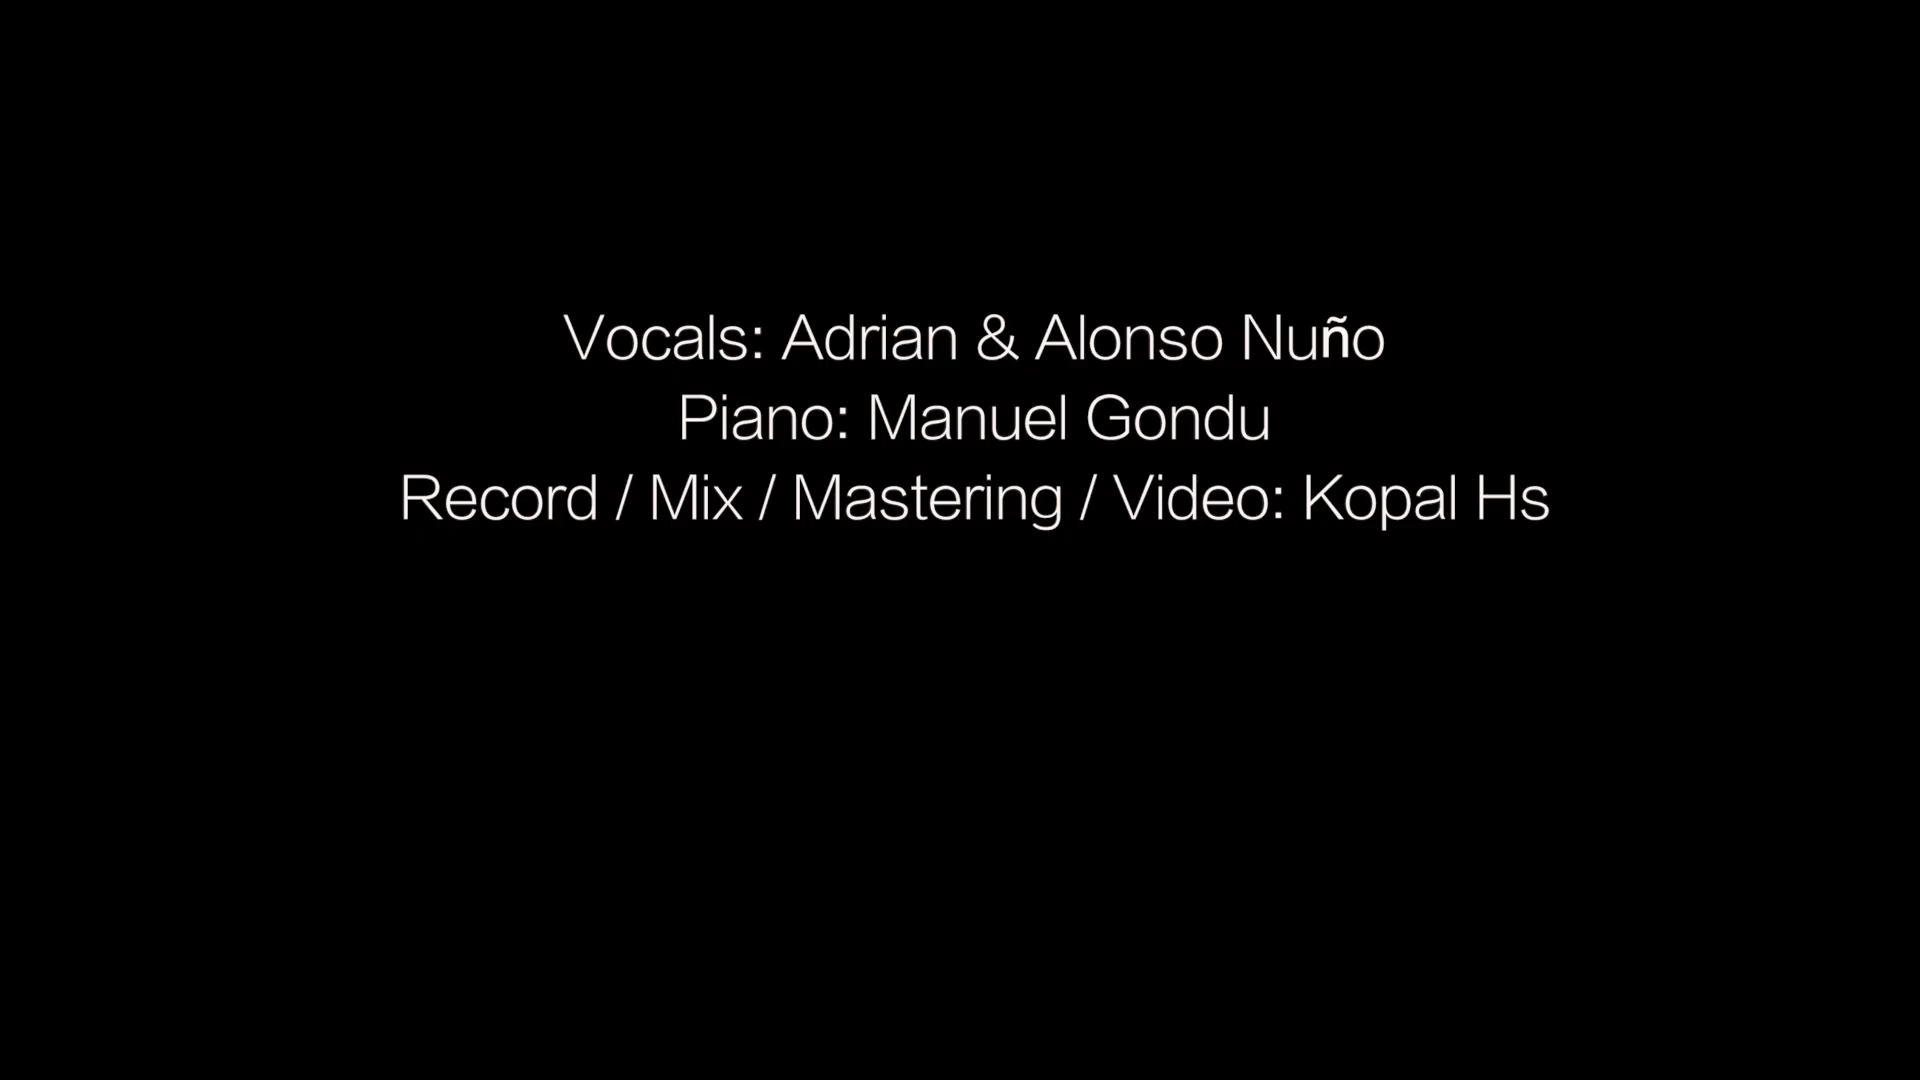 Vocals: Adrian & Alonso Nuño
Piano: Manuel Gondu
Record / Mix / Mastering / Video: Kopal Hs